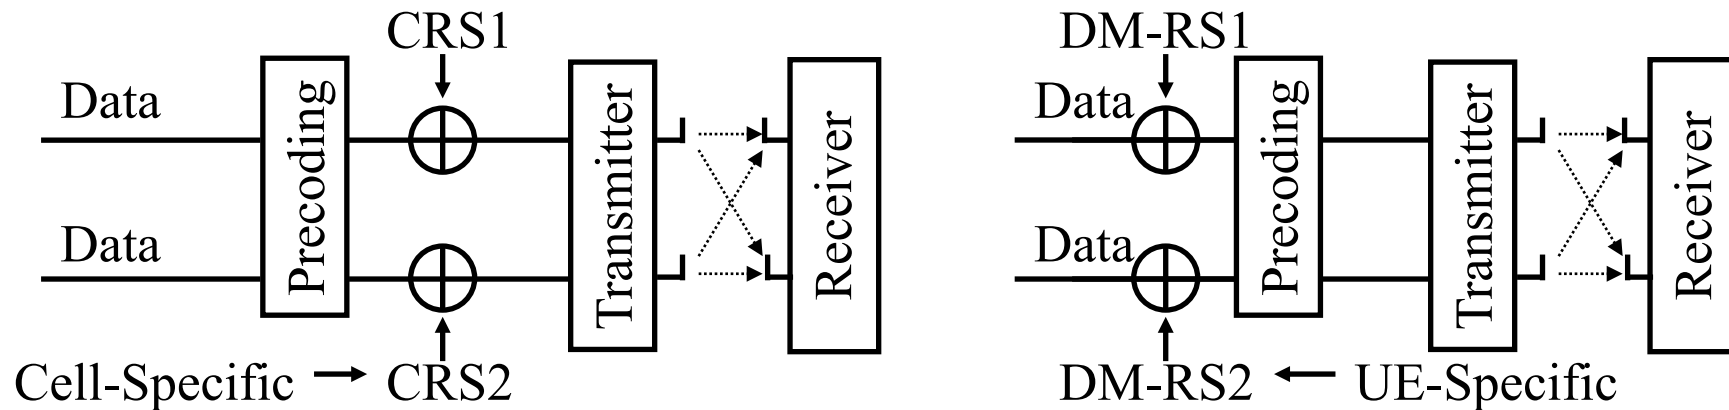 CRS1
Data
Data
Precoding
Transmitter
Receiver
Cell-Specific
CRS2
DM-RS1
Data
Data
Precoding
Transmitter
Receiver
DM-RS2
UE-Specific